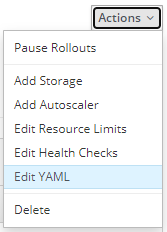 Actions
Pause Rollouts
Add Storage
Add Autoscaler
Edit Resource Limits
Edit Health Checks
Edit YAML
Delete